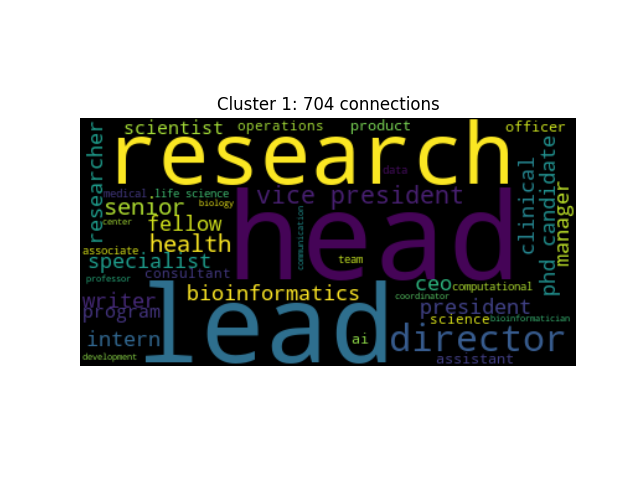 Cluster 1: 704 connections
scientist operations product officer
research
researcher
data
medical life science
vice president
senior biology
center fellow
head
clinical
phd candidate
manager
communication
associate health
specialist team
consultant
professor
bioinformatics ceo computational
coordinator
writer president
program
lead
science bioinformatician
intern ai director
development assistant